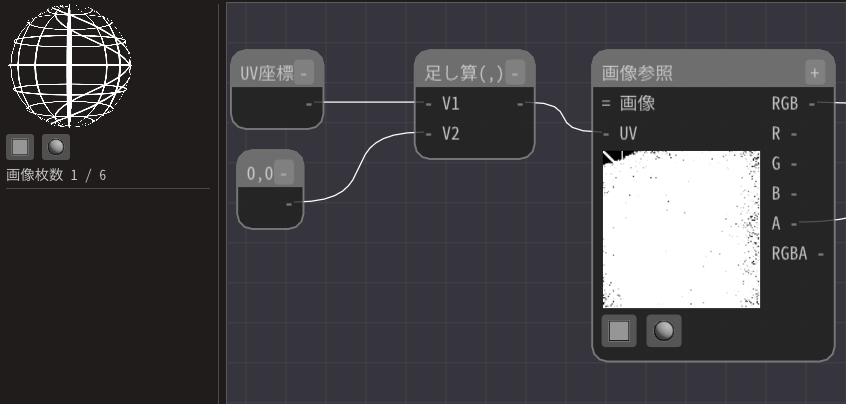 画像枚数 1 / 6
UV座標 -
-
0,0 -
-
足し算(,) -
- V1 -
- V2
画像参照 +
= 画像 RGB -
- UV R -
G -
B -
A -
RGBA -